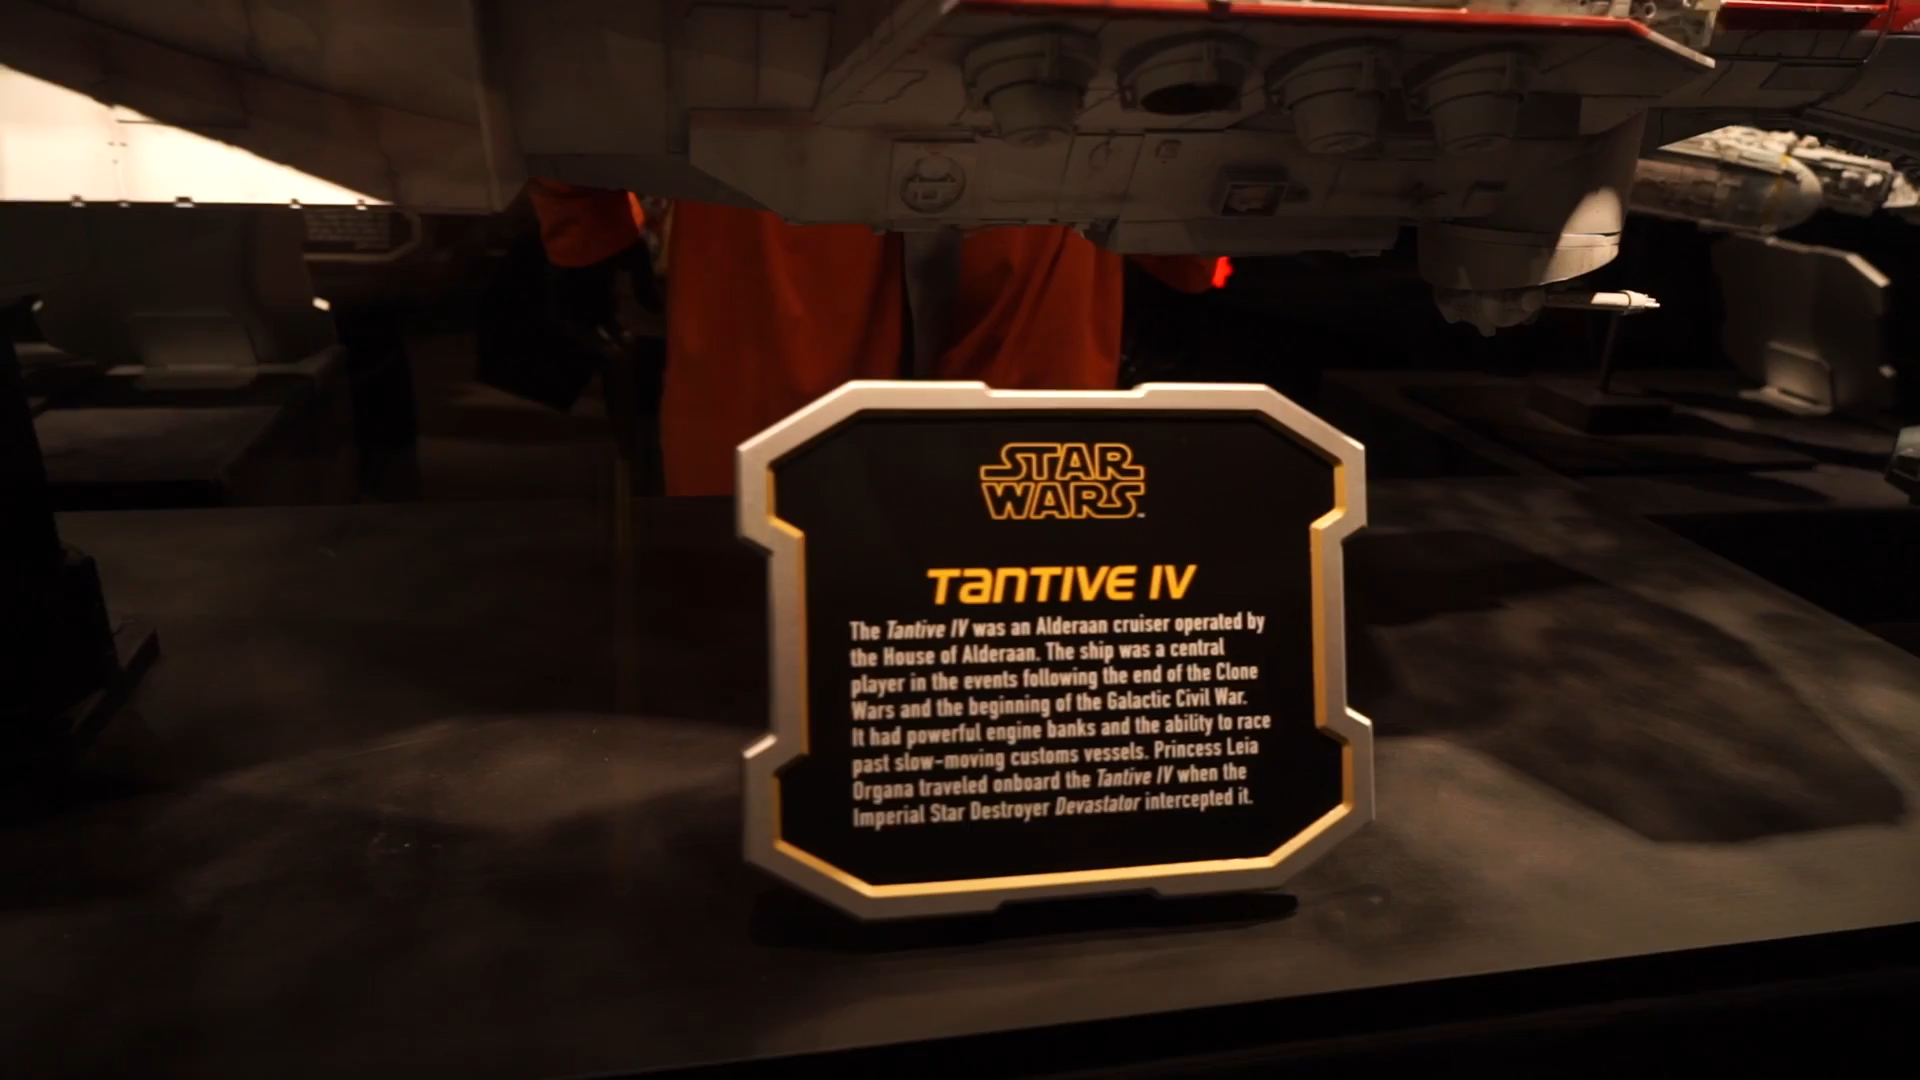 STAR
WARS
TANTIVE IV
The Tantive IV was an Alderaan cruiser operated by
the House of Alderaan. The ship was a central
player in the events following the end of the Clone
Wars and the beginning of the Galactic Civil War.
It had powerful engine banks and the ability to race
past slow-moving customs vessels. Princess Leia
Organa traveled onboard the Tantive IV when the
Imperial Star Destroyer Devastator intercepted it.